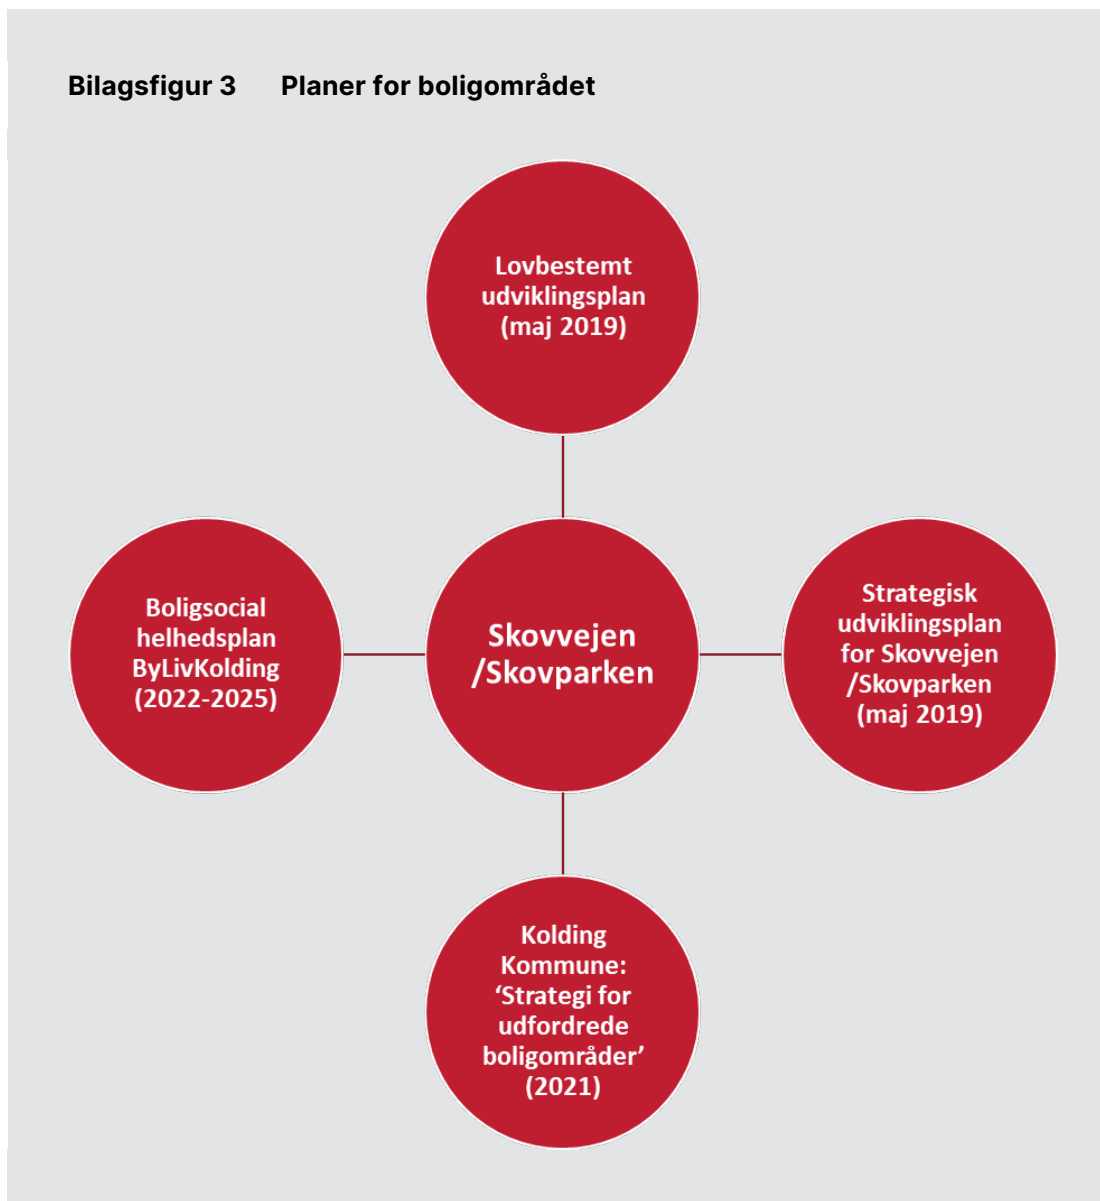 Bilagsfigur 3 Planer for boligområdet
Lovbestemt
udviklingsplan
(maj 2019)
Boligsocial
helhedsplan
ByLivKolding
(2022-2025)
Skovvejen
/Skovparken
Strategisk
udviklingsplan
for Skovvejen
/Skovparken
(maj 2019)
Kolding
Kommune:
‘Strategi for
udfordrede
boligområder’
(2021)